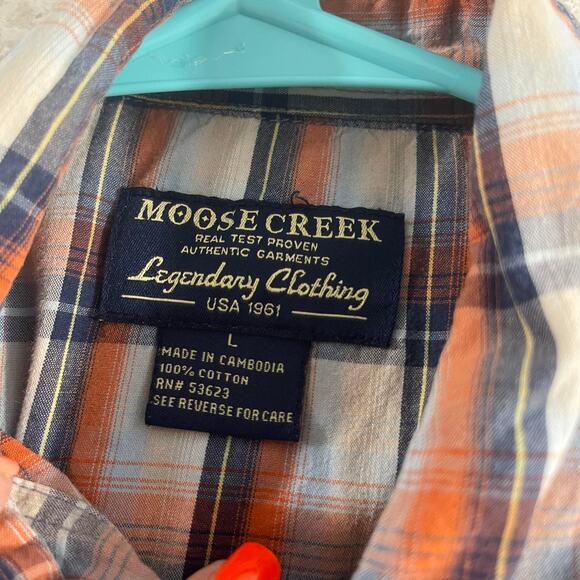 MOOSE CREEK
REAL TEST PROVEN
AUTHENTIC GARMENTS
Legendary Clothing
USA 1961
L
MADE IN CAMBODIA
100% COTTON
RN# 53623
SEE REVERSE FOR CARE